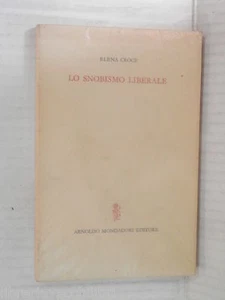 ELENA CROCE
LO SNOBISMO LIBERALE
ARNOLDO MONDADORI EDITORE